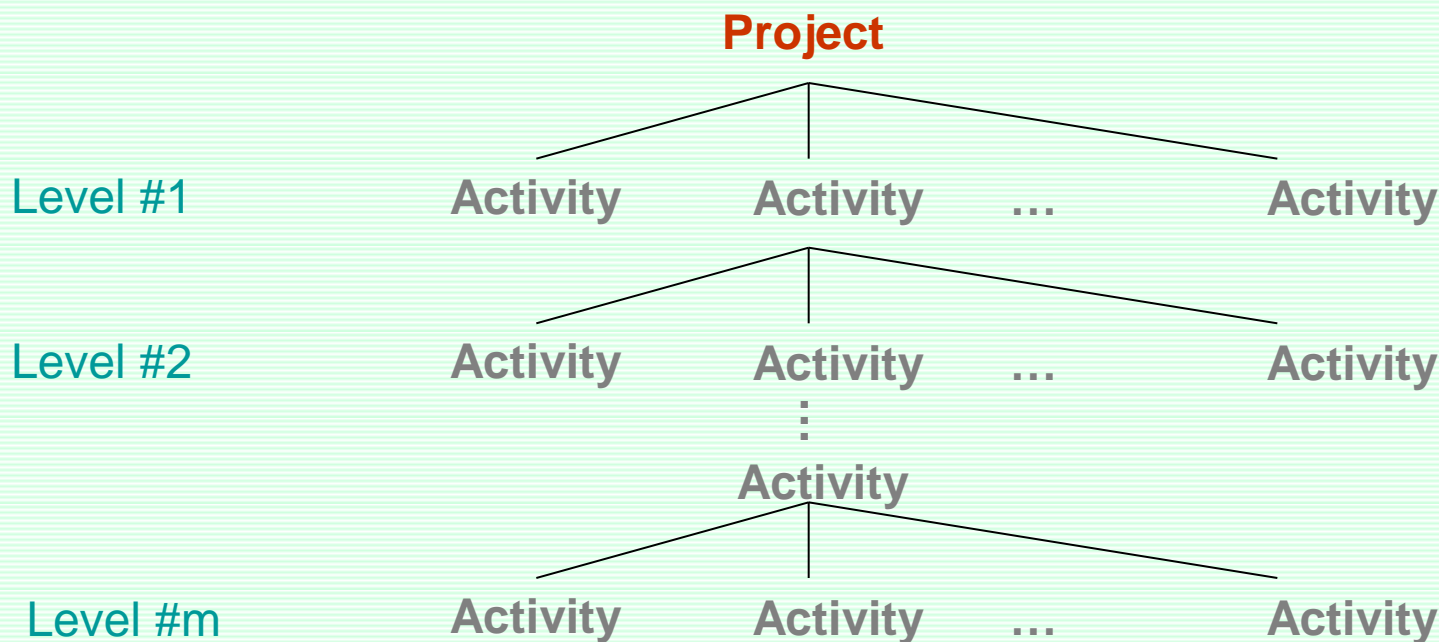 Project
Level #1 Activity Activity … Activity
Level #2 Activity Activity … Activity
⋮
Activity
Level #m Activity Activity … Activity